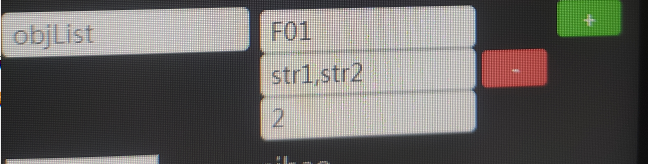 objList
F01
+
str1,str2
-
2